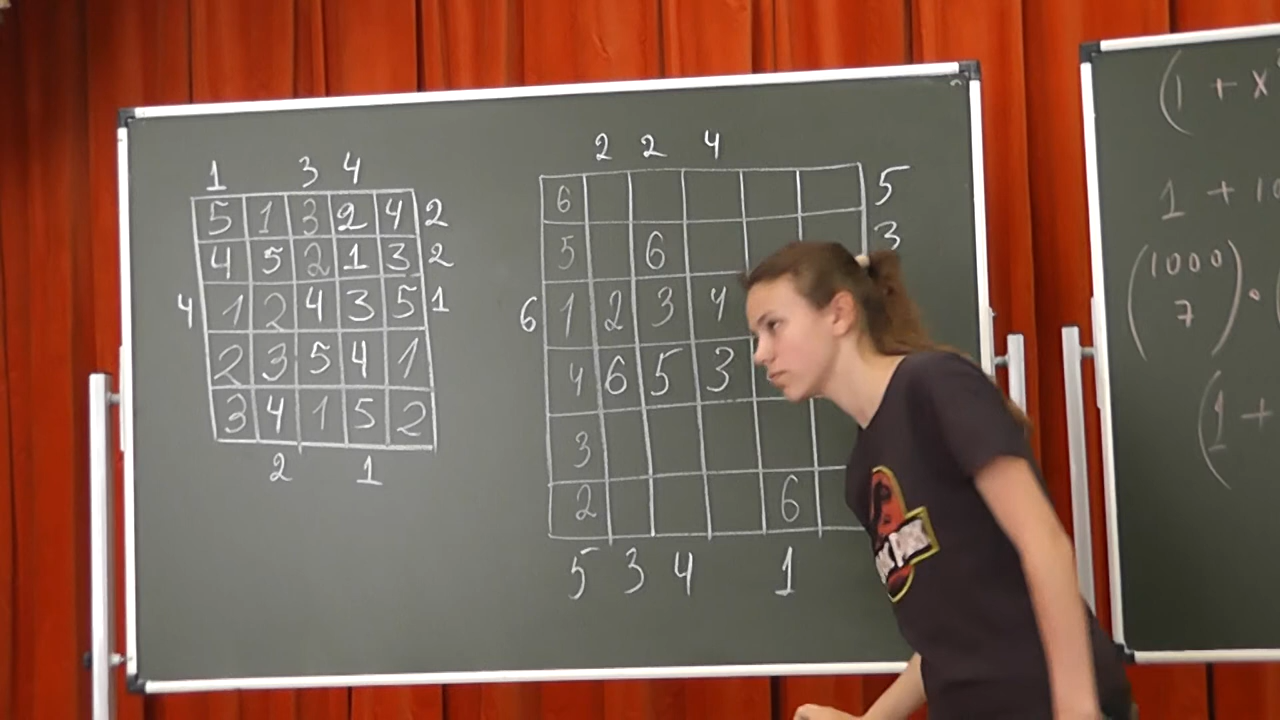 1 3 4
5 1 3 2 4 2
4 5 2 1 3 2
4 1 2 4 3 5 1
2 3 5 4 1
3 4 1 5 2
2 1
2 2 4
6 5
5 6 3
6 1 2 3 4
4 6 5 3
3
2 6
5 3 4 1
(1 + x
1 + 10
(1000
7) ·
(1 +